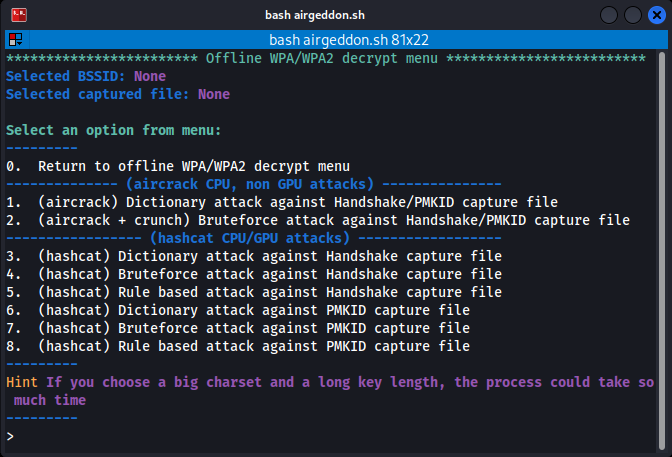 bash airgeddon.sh
bash airgeddon.sh 81x22
************************ Offline WPA/WPA2 decrypt menu *************************
Selected BSSID: None
Selected captured file: None
Select an option from menu:
---------
0.  Return to offline WPA/WPA2 decrypt menu
-------------- (aircrack CPU, non GPU attacks) ---------------
1.  (aircrack) Dictionary attack against Handshake/PMKID capture file
2.  (aircrack + crunch) Bruteforce attack against Handshake/PMKID capture file
----------------- (hashcat CPU/GPU attacks) ------------------
3.  (hashcat) Dictionary attack against Handshake capture file
4.  (hashcat) Bruteforce attack against Handshake capture file
5.  (hashcat) Rule based attack against Handshake capture file
6.  (hashcat) Dictionary attack against PMKID capture file
7.  (hashcat) Bruteforce attack against PMKID capture file
8.  (hashcat) Rule based attack against PMKID capture file
---------
Hint If you choose a big charset and a long key length, the process could take so
 much time
---------
>